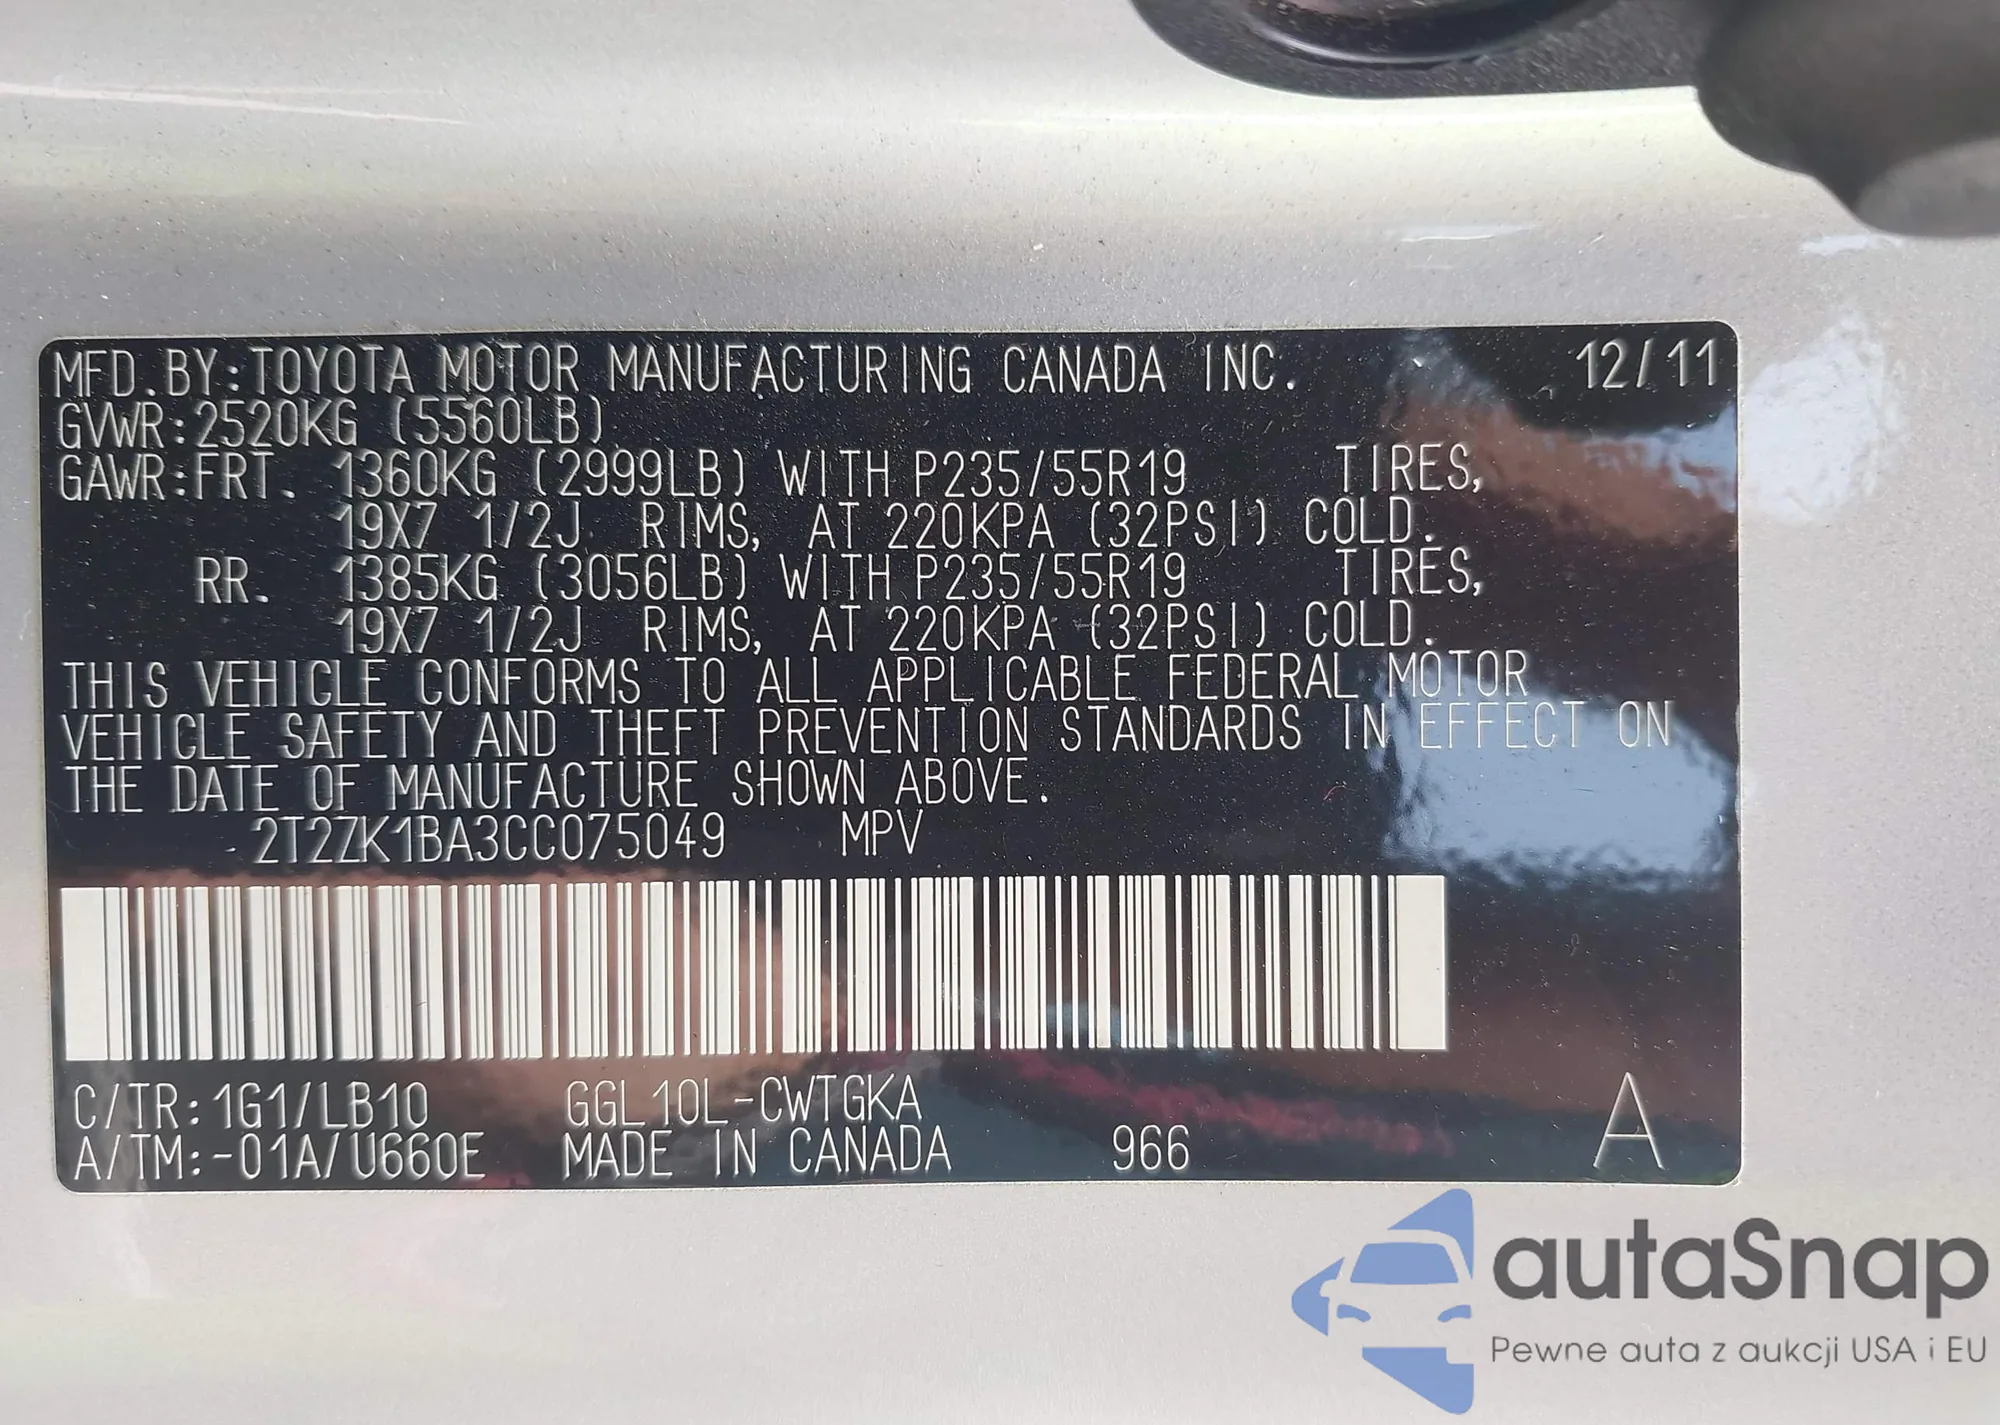 MFD.BY:TOYOTA MOTOR MANUFACTURING CANADA INC. 12/11
GVWR:2520KG (5560LB)
GAWR:FRT. 1360KG (2999LB) WITH P235/55R19 TIRES,
19X7 1/2J RIMS, AT 220KPA (32PSI) COLD.
RR. 1385KG (3056LB) WITH P235/55R19 TIRES,
19X7 1/2J RIMS, AT 220KPA (32PSI) COLD.
THIS VEHICLE CONFORMS TO ALL APPLICABLE FEDERAL MOTOR
VEHICLE SAFETY AND THEFT PREVENTION STANDARDS IN EFFECT ON
THE DATE OF MANUFACTURE SHOWN ABOVE.
2T2ZK1BA3CC075049 MPV
C/TR:1G1/LB10 GGL10L-CWTGKA
A/TM:-01A/U660E MADE IN CANADA 966 A
autaSnap
Pewne auta z aukcji USA i EU